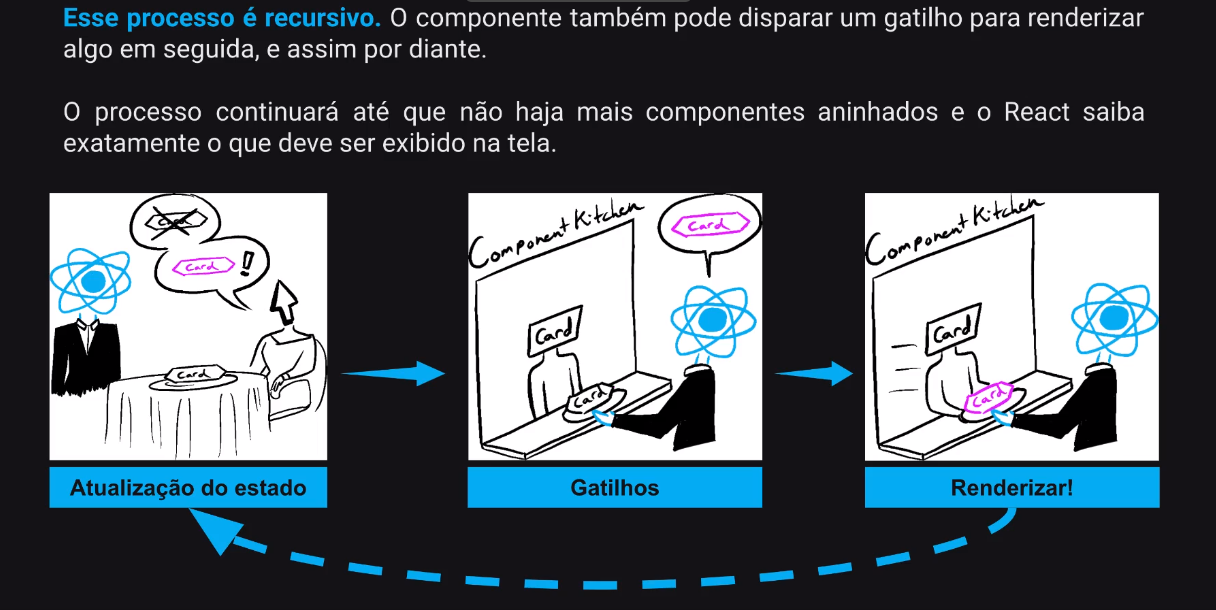 Esse processo é recursivo. O componente também pode disparar um gatilho para renderizar
algo em seguida, e assim por diante.
O processo continuará até que não haja mais componentes aninhados e o React saiba
exatamente o que deve ser exibido na tela.
Card
Card !
Card
Component Kitchen
Card
Card
Card
Component Kitchen
Card
Card
Atualização do estado
Gatilhos
Renderizar!